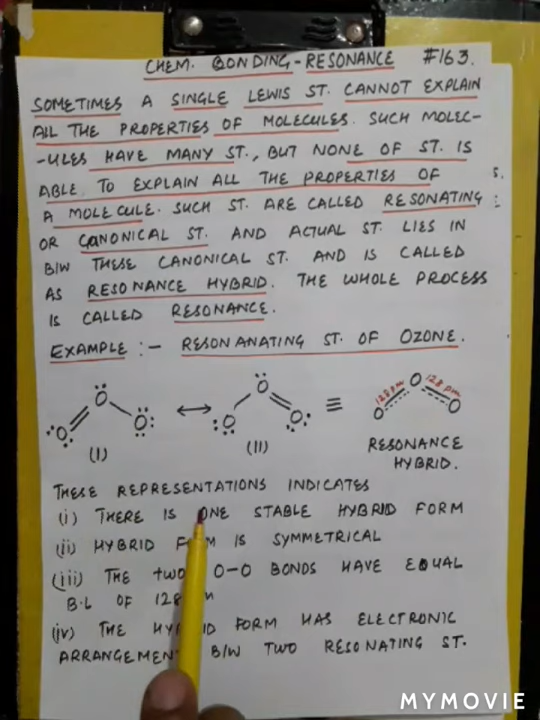 CHEM. BONDING-RESONANCE #163.
SOMETIMES A SINGLE LEWIS ST. CANNOT EXPLAIN
ALL THE PROPERTIES OF MOLECULES. SUCH MOLEC-
-ULES HAVE MANY ST., BUT NONE OF ST. IS
ABLE TO EXPLAIN ALL THE PROPERTIES OF
A MOLECULE. SUCH ST. ARE CALLED RESONATING
OR CANONICAL ST. AND ACTUAL ST. LIES IN
B/W THESE CANONICAL ST. AND IS CALLED
AS RESONANCE HYBRID. THE WHOLE PROCESS
IS CALLED RESONANCE.
EXAMPLE :- RESONANATING ST. OF OZONE.
O O O ↔ O O O ≡ O O O
128 pm 128 pm
(I) (II) RESONANCE
HYBRID.
THESE REPRESENTATIONS INDICATES
(i) THERE IS ONE STABLE HYBRID FORM
(ii) HYBRID IS SYMMETRICAL
(iii) THE TWO O-O BONDS HAVE EQUAL
B.L OF
(iv) THE FORM HAS ELECTRONIC
B/W TWO RESONATING ST.
MYMOVIE